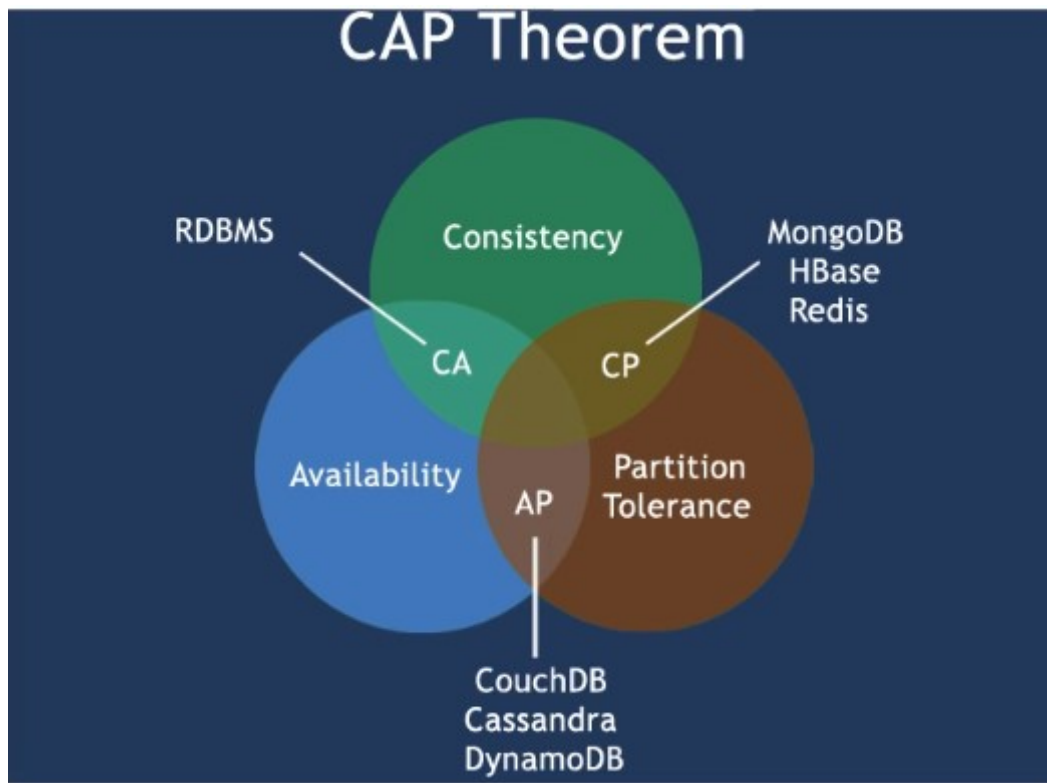 CAP Theorem
RDBMS
Consistency
MongoDB
HBase
Redis
CA
CP
Availability
Partition
Tolerance
AP
CouchDB
Cassandra
DynamoDB